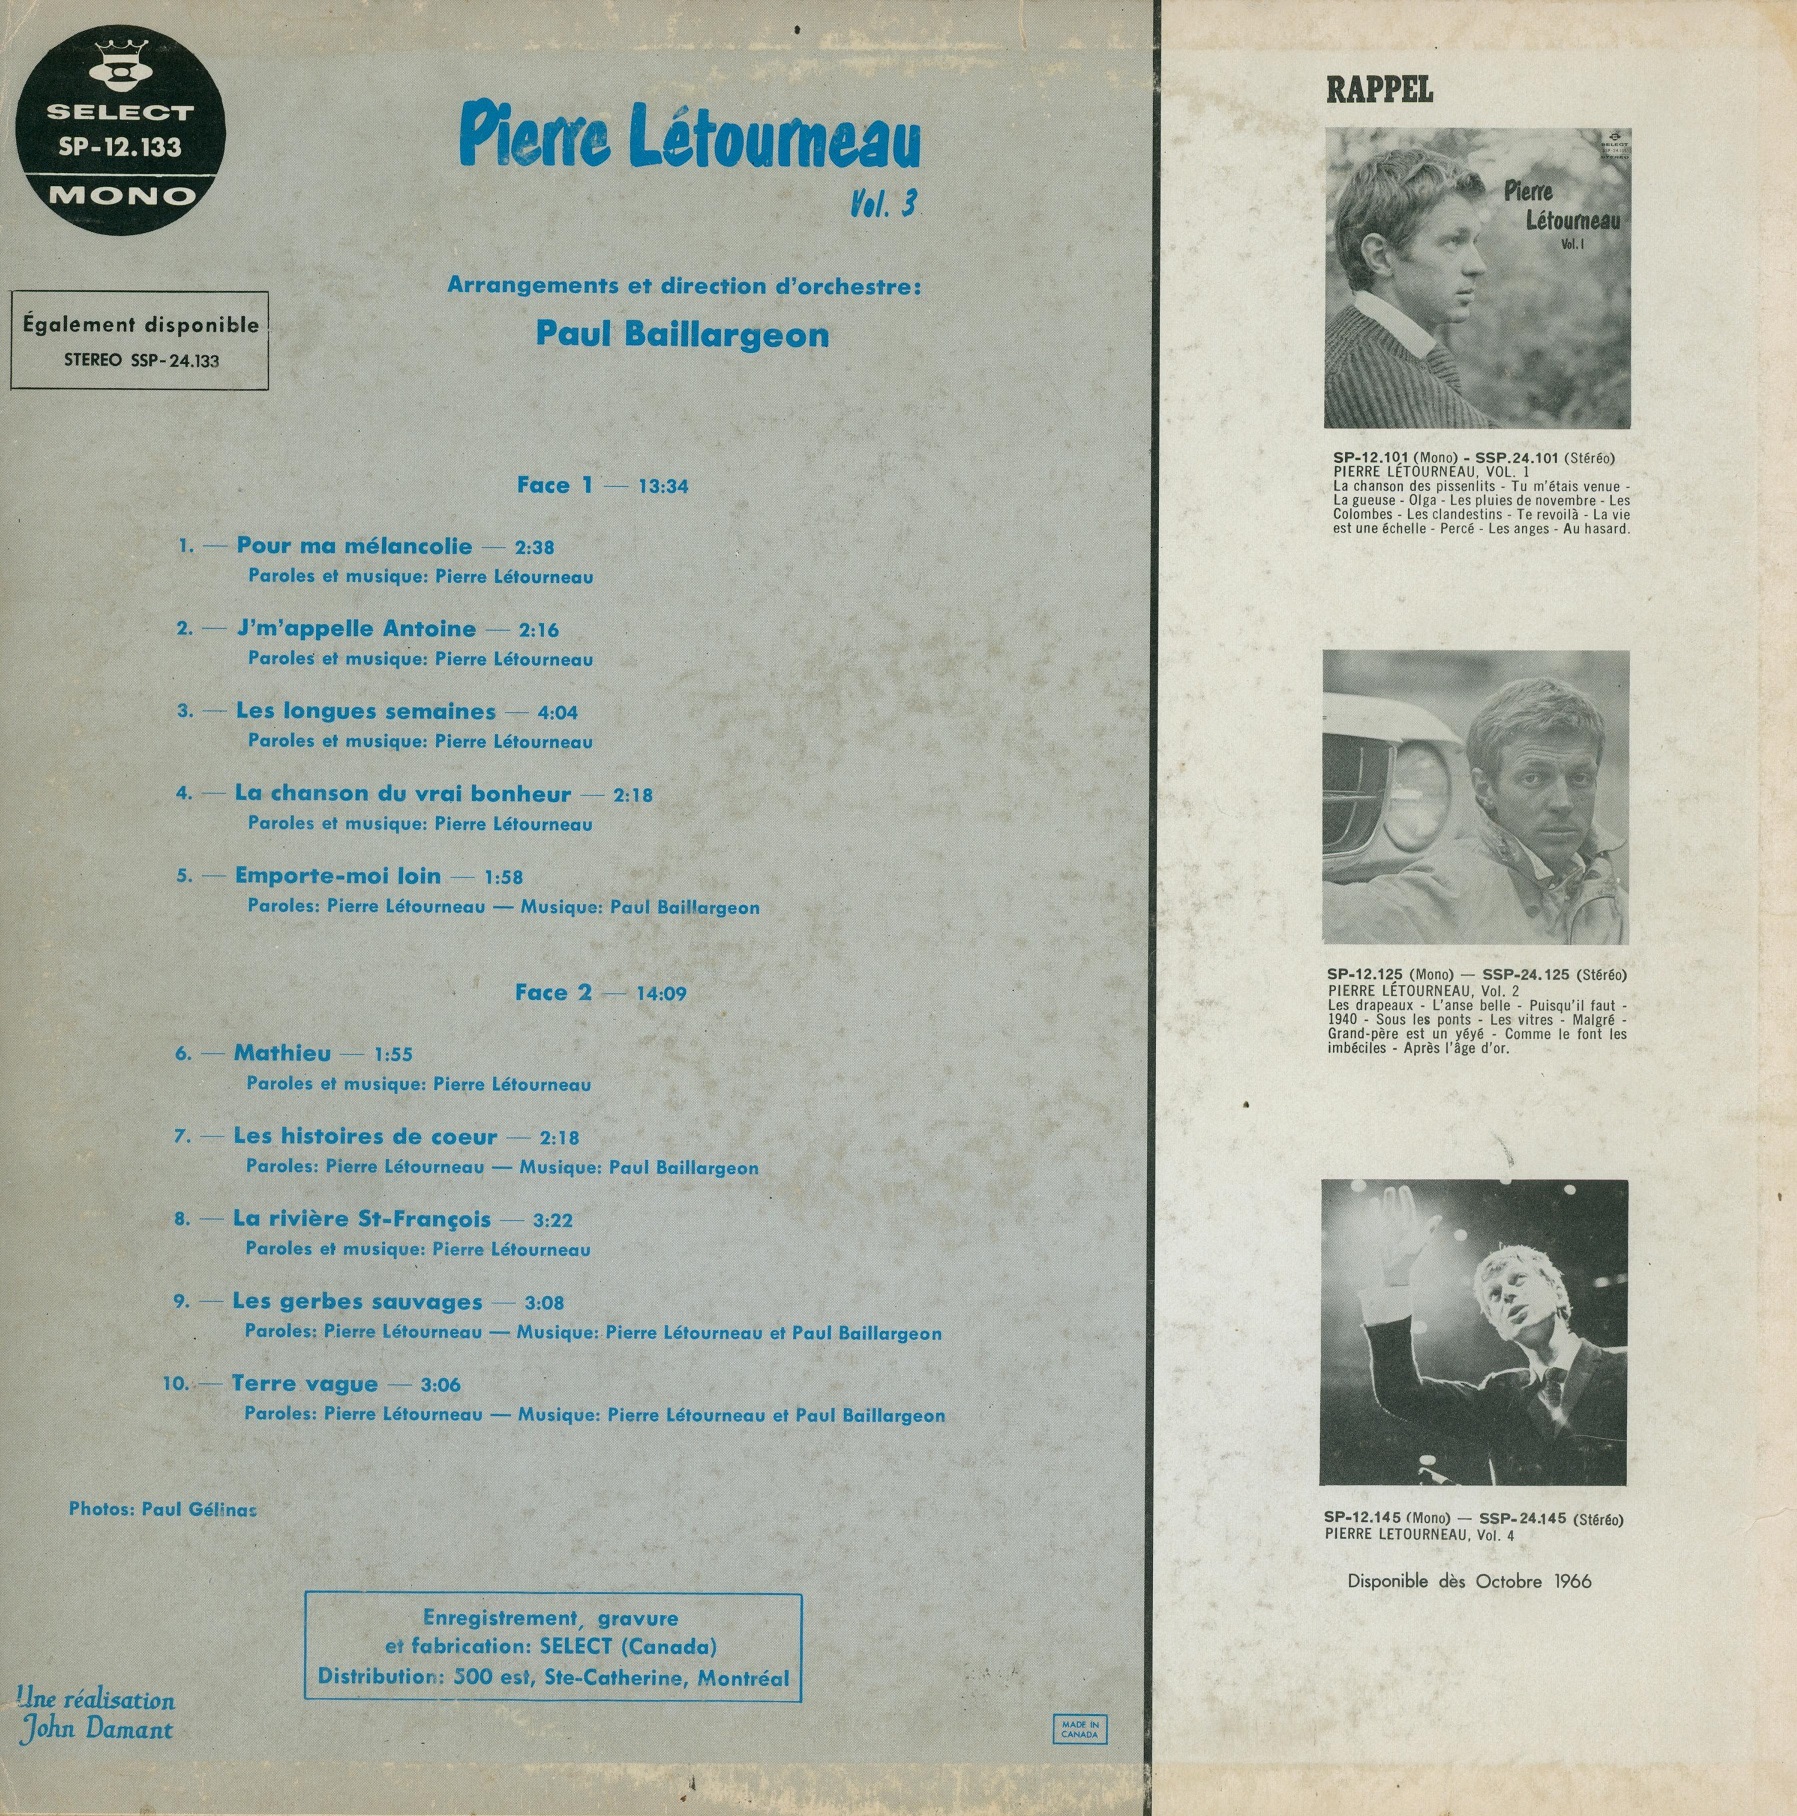 SELECT
SP-12.133
MONO
Pierre Létourneau
Vol. 3
Arrangements et direction d'orchestre:
Paul Baillargeon
Également disponible
STEREO SSP-24.133
Face 1 — 13:34
1. — Pour ma mélancolie — 2:38
Paroles et musique: Pierre Létourneau
2. — J'm'appelle Antoine — 2:16
Paroles et musique: Pierre Létourneau
3. — Les longues semaines — 4:04
Paroles et musique: Pierre Létourneau
4. — La chanson du vrai bonheur — 2:18
Paroles et musique: Pierre Létourneau
5. — Emporte-moi loin — 1:58
Paroles: Pierre Létourneau — Musique: Paul Baillargeon
Face 2 — 14:09
6. — Mathieu — 1:55
Paroles et musique: Pierre Létourneau
7. — Les histoires de coeur — 2:18
Paroles: Pierre Létourneau — Musique: Paul Baillargeon
8. — La rivière St-François — 3:22
Paroles et musique: Pierre Létourneau
9. — Les gerbes sauvages — 3:08
Paroles: Pierre Létourneau — Musique: Pierre Létourneau et Paul Baillargeon
10. — Terre vague — 3:06
Paroles: Pierre Létourneau — Musique: Pierre Létourneau et Paul Baillargeon
Photos: Paul Gélinas
Enregistrement, gravure
et fabrication: SELECT (Canada)
Distribution: 500 est, Ste-Catherine, Montréal
Une réalisation
John Damant
MADE IN
CANADA
RAPPEL
SELECT
STEREO
Pierre
Létourneau
Vol. I
SP-12.101 (Mono) - SSP.24.101 (Stéréo)
PIERRE LÉTOURNEAU, VOL. 1
La chanson des pissenlits - Tu m'étais venue -
La gueuse - Olga - Les pluies de novembre - Les
Colombes - Les clandestins - Te revoilà - La vie
est une échelle - Percé - Les anges - Au hasard.
SP-12.125 (Mono) — SSP-24.125 (Stéréo)
PIERRE LÉTOURNEAU, Vol. 2
Les drapeaux - L'anse belle - Puisqu'il faut -
1940 - Sous les ponts - Les vitres - Malgré -
Grand-père est un yéyé - Comme le font les
imbéciles - Après l'âge d'or.
SP-12.145 (Mono) — SSP-24.145 (Stéréo)
PIERRE LETOURNEAU, Vol. 4
Disponible dès Octobre 1966